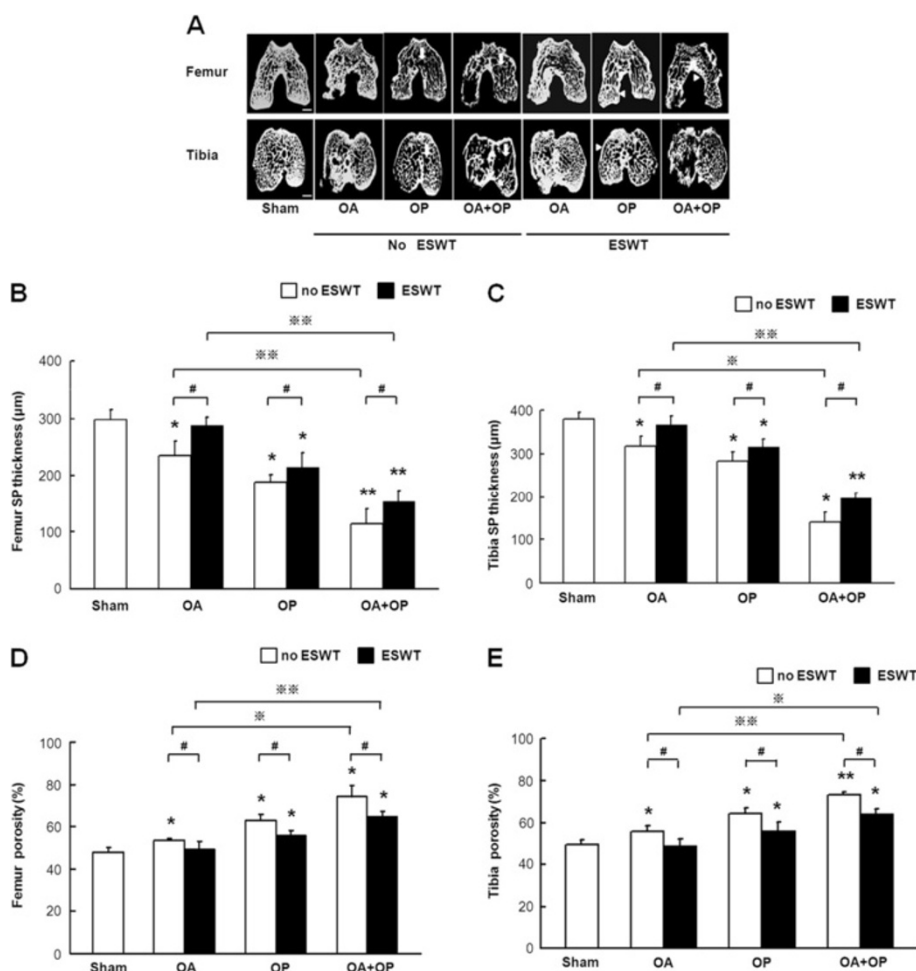 A
Femur
Tibia
Sham OA OP OA+OP OA OP OA+OP
No ESWT ESWT
B
no ESWT ESWT
※※
※※
# # #
* * * ** **
Femur SP thickness (µm)
400
300
200
100
0
Sham OA OP OA+OP
C
no ESWT ESWT
※※
※
# # #
* * * * **
Tibia SP thickness (µm)
400
300
200
100
0
Sham OA OP OA+OP
D
no ESWT ESWT
※※
※
# # #
* * * * *
Femur porosity (%)
100
80
60
40
20
0
Sham OA OP OA+OP
E
no ESWT ESWT
※
※※
# # #
* * * ** *
Tibia porosity (%)
100
80
60
40
20
0
Sham OA OP OA+OP